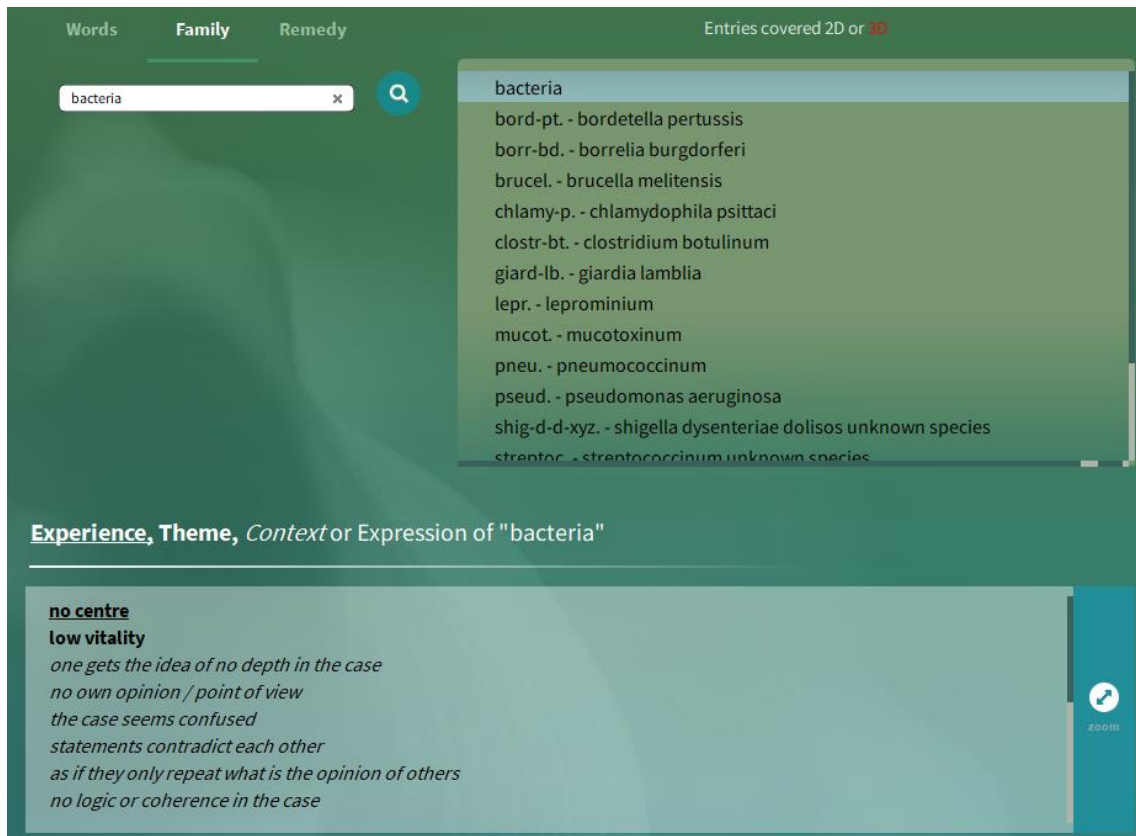 Words Family Remedy
Entries covered 2D or 3D
bacteria
bacteria
bord-pt. - bordetella pertussis
borr-bd. - borrelia burgdorferi
brucel. - brucella melitensis
chlamy-p. - chlamydophila psittaci
clostr-bt. - clostridium botulinum
giard-lb. - giardia lamblia
lepr. - leprominium
mucot. - mucotoxinum
pneu. - pneumococcinum
pseud. - pseudomonas aeruginosa
shig-d-d-xyz. - shigella dysenteriae dolisos unknown species
streptoc. - streptococcinum unknown species
Experience, Theme, Context or Expression of "bacteria"
no centre
low vitality
one gets the idea of no depth in the case
no own opinion / point of view
the case seems confused
statements contradict each other
as if they only repeat what is the opinion of others
no logic or coherence in the case
zoom